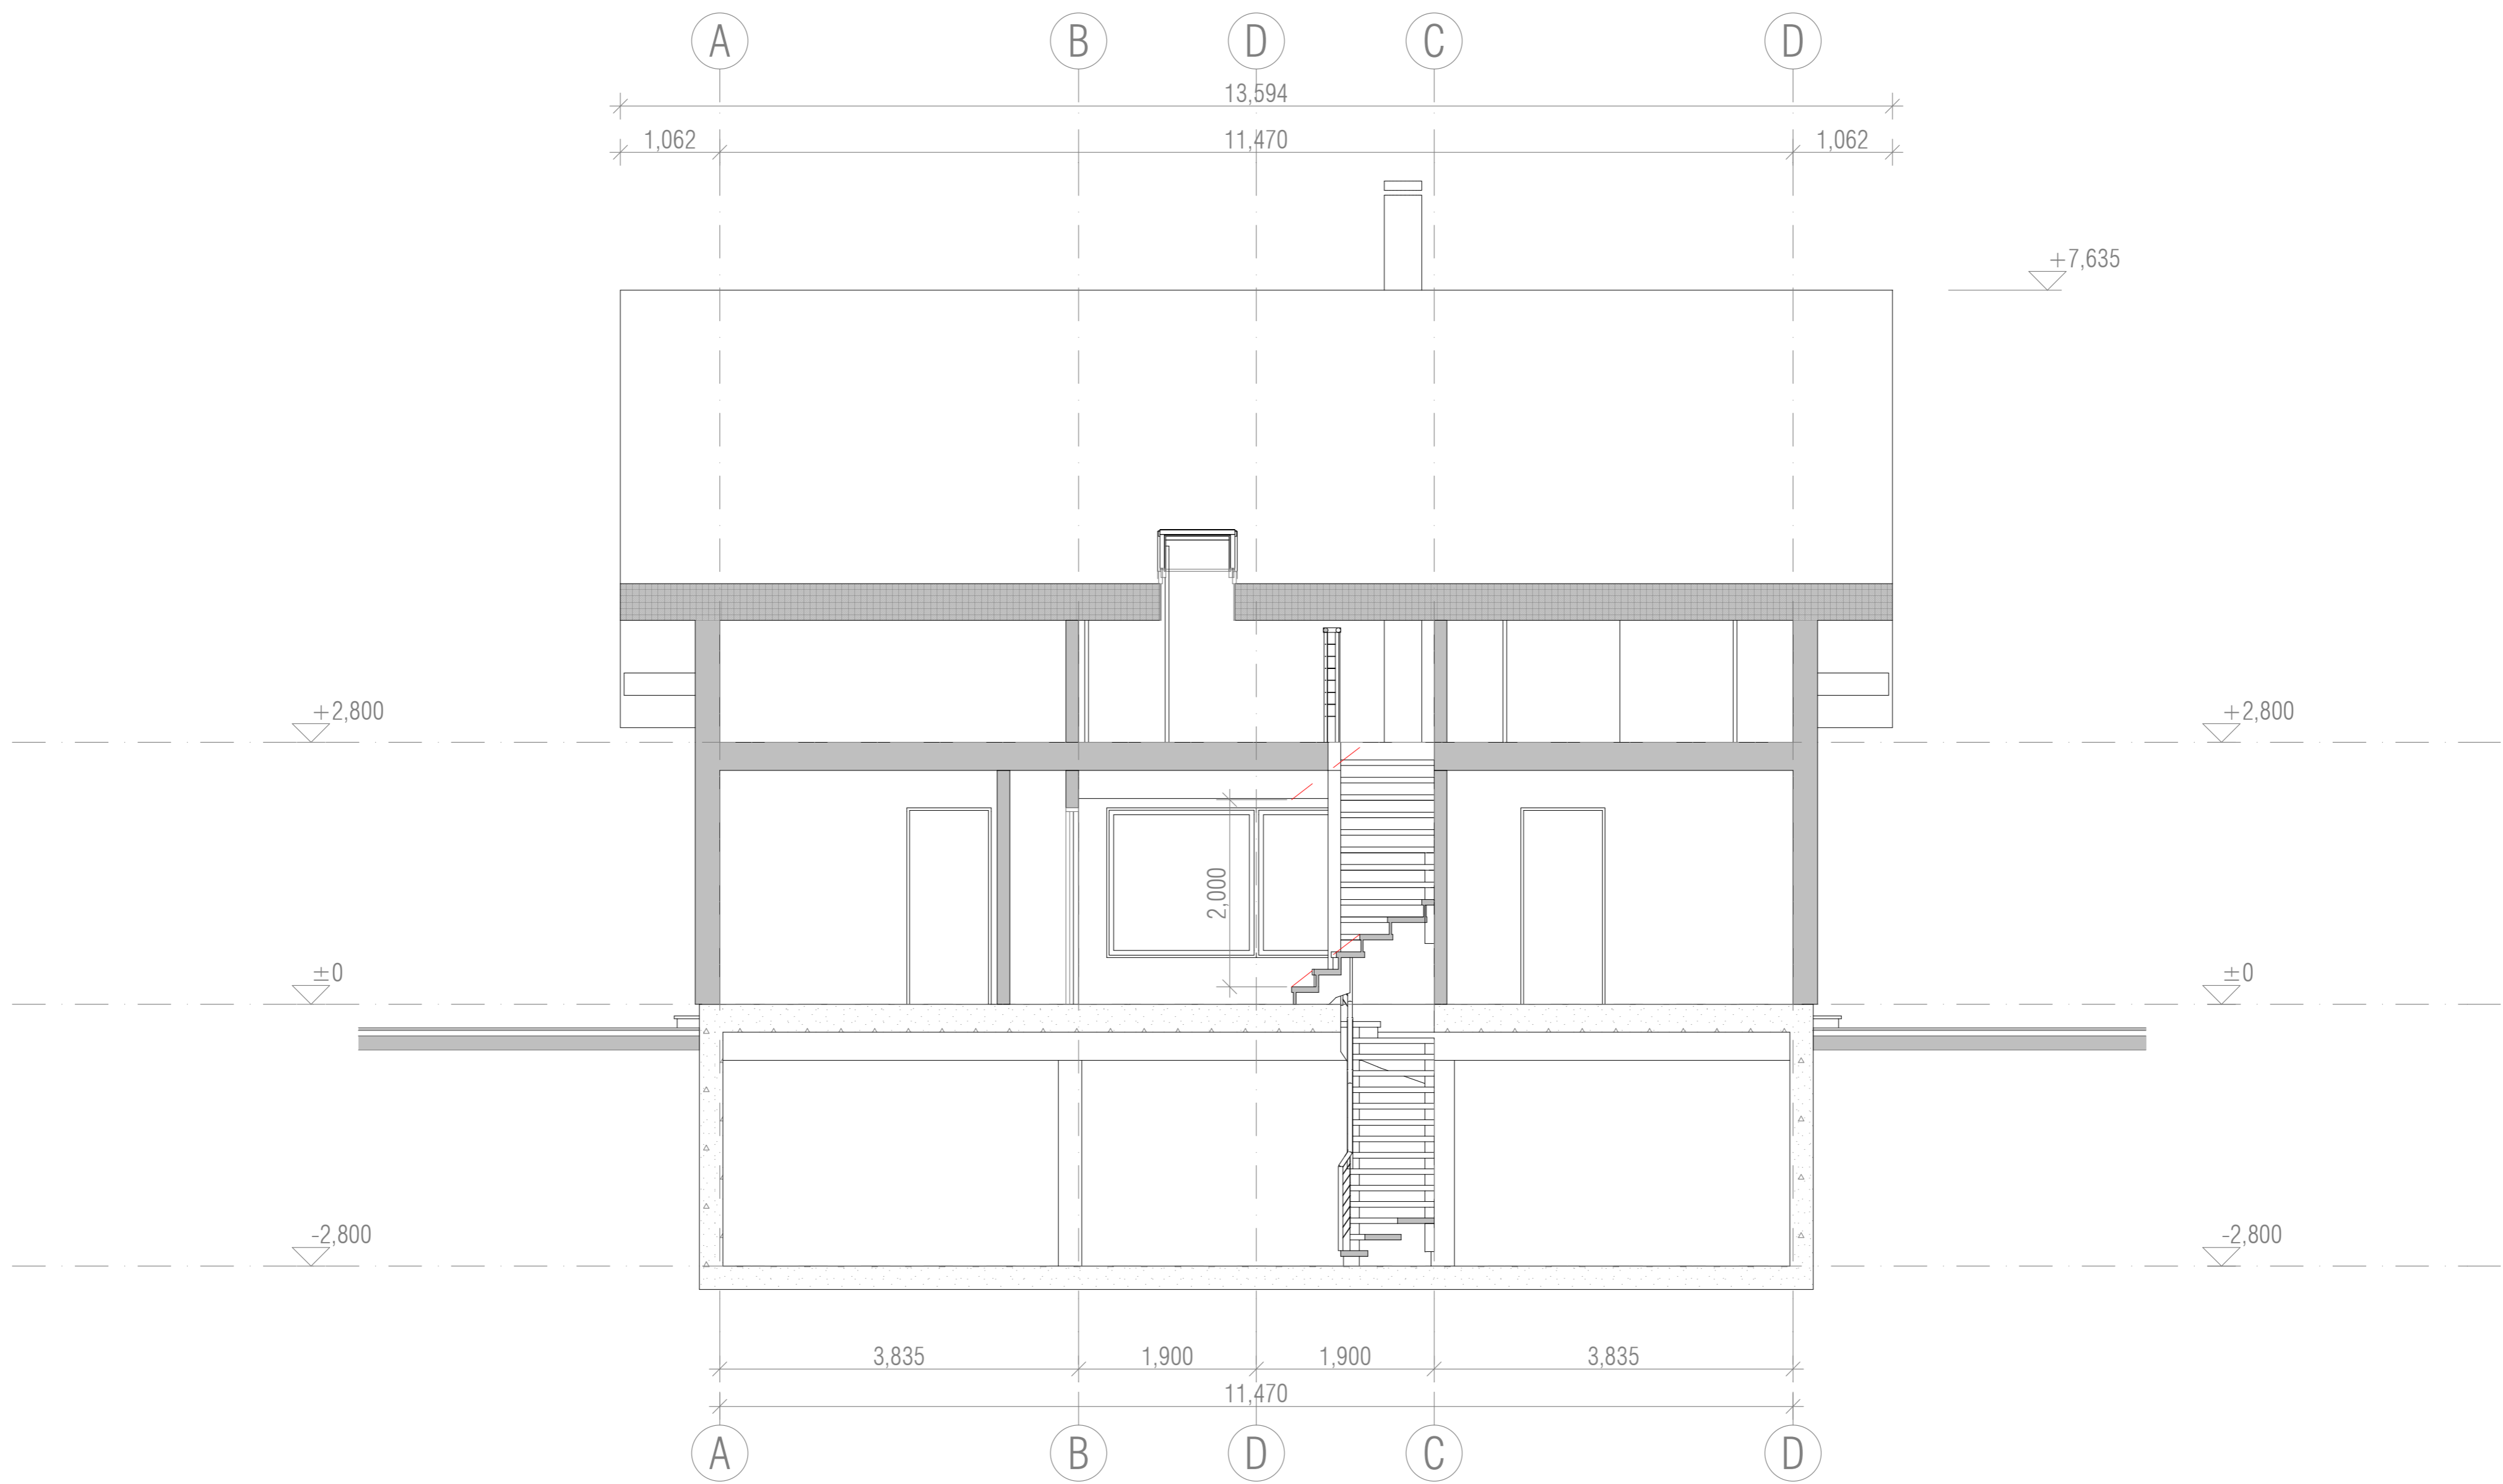 A B D C D
13,594
1,062 11,470 1,062
+7,635
+2,800 +2,800
2,000
±0 ±0
-2,800 -2,800
3,835 1,900 1,900 3,835
11,470
A B D C D